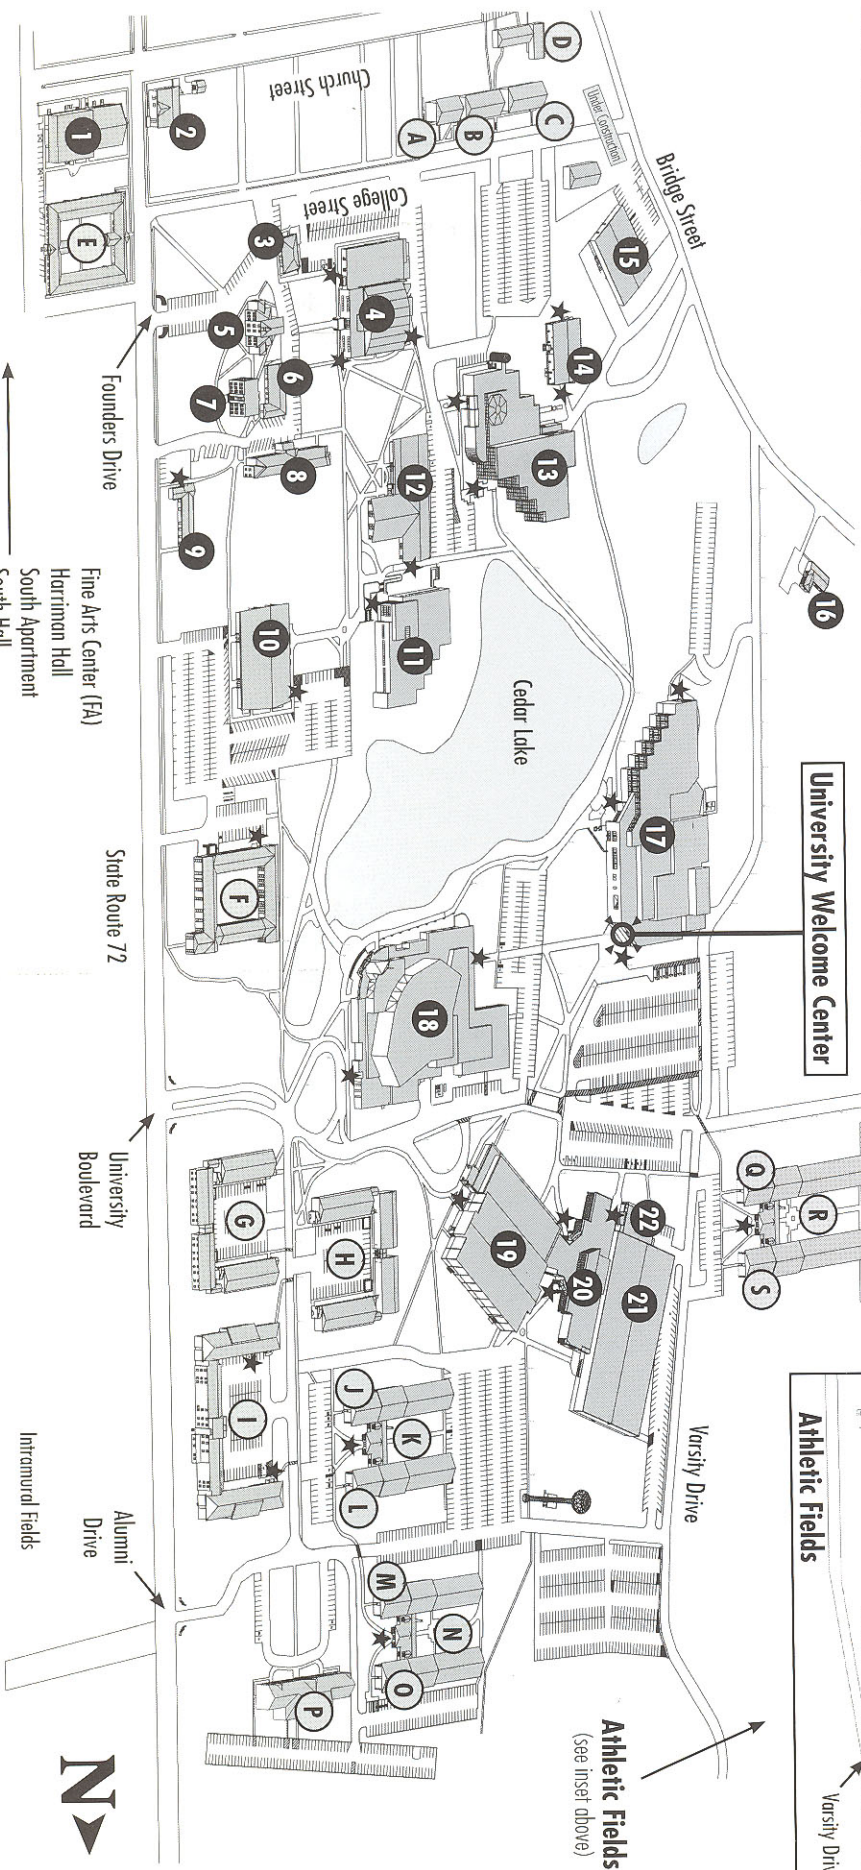 University Welcome Center
Athletic Fields
Varsity Driv
Bridge Street
Under Construction
Church Street
College Street
Cedar Lake
Varsity Drive
Athletic Fields
(see inset above)
D
C
B
A
15
14
13
16
17
18
Q
R
S
22
21
20
19
1
2
3
4
5
6
7
8
9
10
11
12
E
F
G
H
I
J
K
L
M
N
O
P
Founders Drive
State Route 72
University
Boulevard
Alumni
Drive
Intramural Fields
Fine Arts Center (FA)
Harriman Hall
South Apartment
South Hall
N